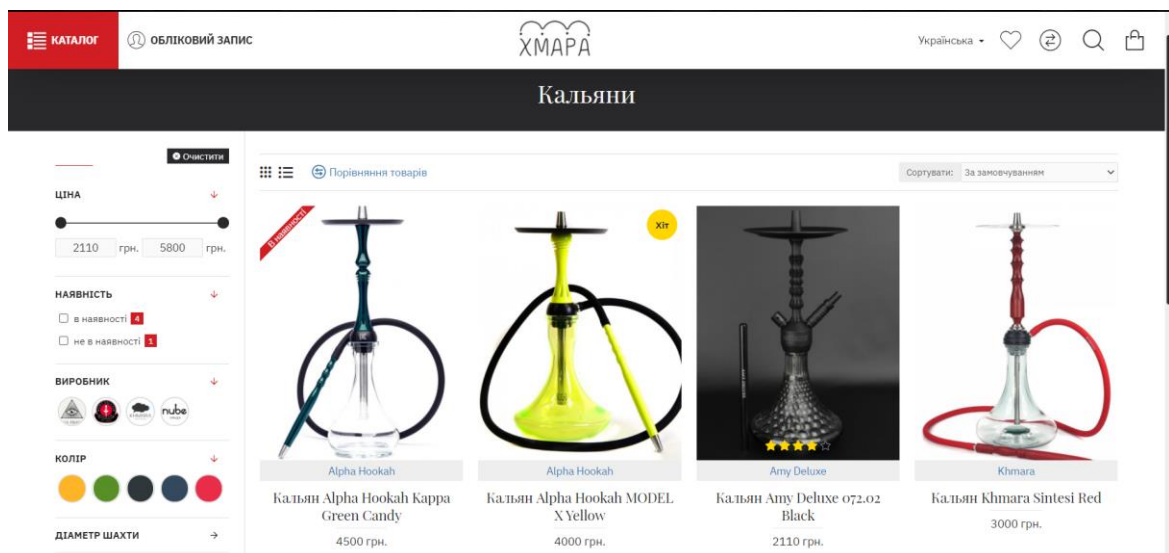 КАТАЛОГ
ОБЛІКОВИЙ ЗАПИС
ХМАРА
Українська
Кальяни
Очистити
Порівняння товарів
Сортувати: За замовчуванням
ЦІНА
2110 грн. 5800 грн.
НАЯВНІСТЬ
в наявності 4
не в наявності 1
ВИРОБНИК
nube
КОЛІР
ДІАМЕТР ШАХТИ
В наявності
Alpha Hookah
Кальян Alpha Hookah Kappa
Green Candy
4500 грн.
Хіт
Alpha Hookah
Кальян Alpha Hookah MODEL
X Yellow
4000 грн.
Amy Deluxe
Кальян Amy Deluxe 072.02
Black
2110 грн.
Khmara
Кальян Khmara Sintesi Red
3000 грн.